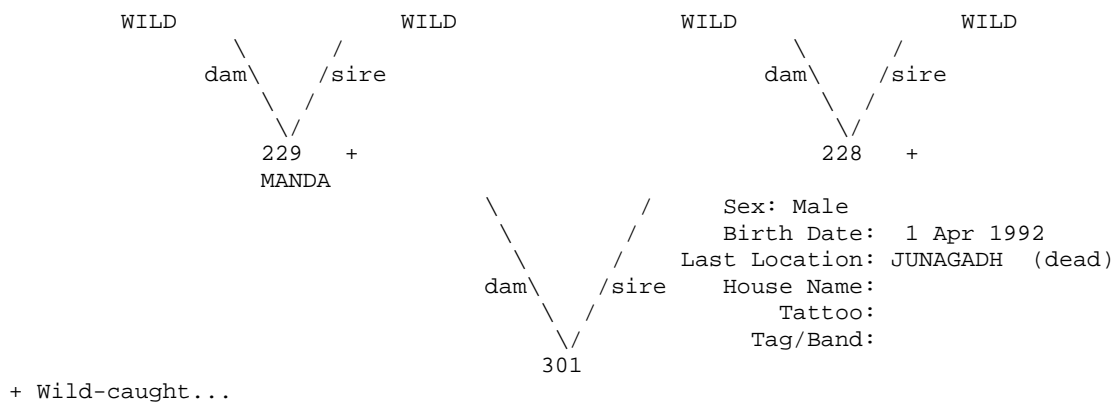 WILD WILD WILD WILD
\ / \ /
dam\ /sire dam\ /sire
\ / \ /
\/ \/
229 + 228 +
MANDA
\ / Sex: Male
\ / Birth Date: 1 Apr 1992
\ / Last Location: JUNAGADH (dead)
dam\ /sire House Name:
\ / Tattoo:
\/ Tag/Band:
301
+ Wild-caught...